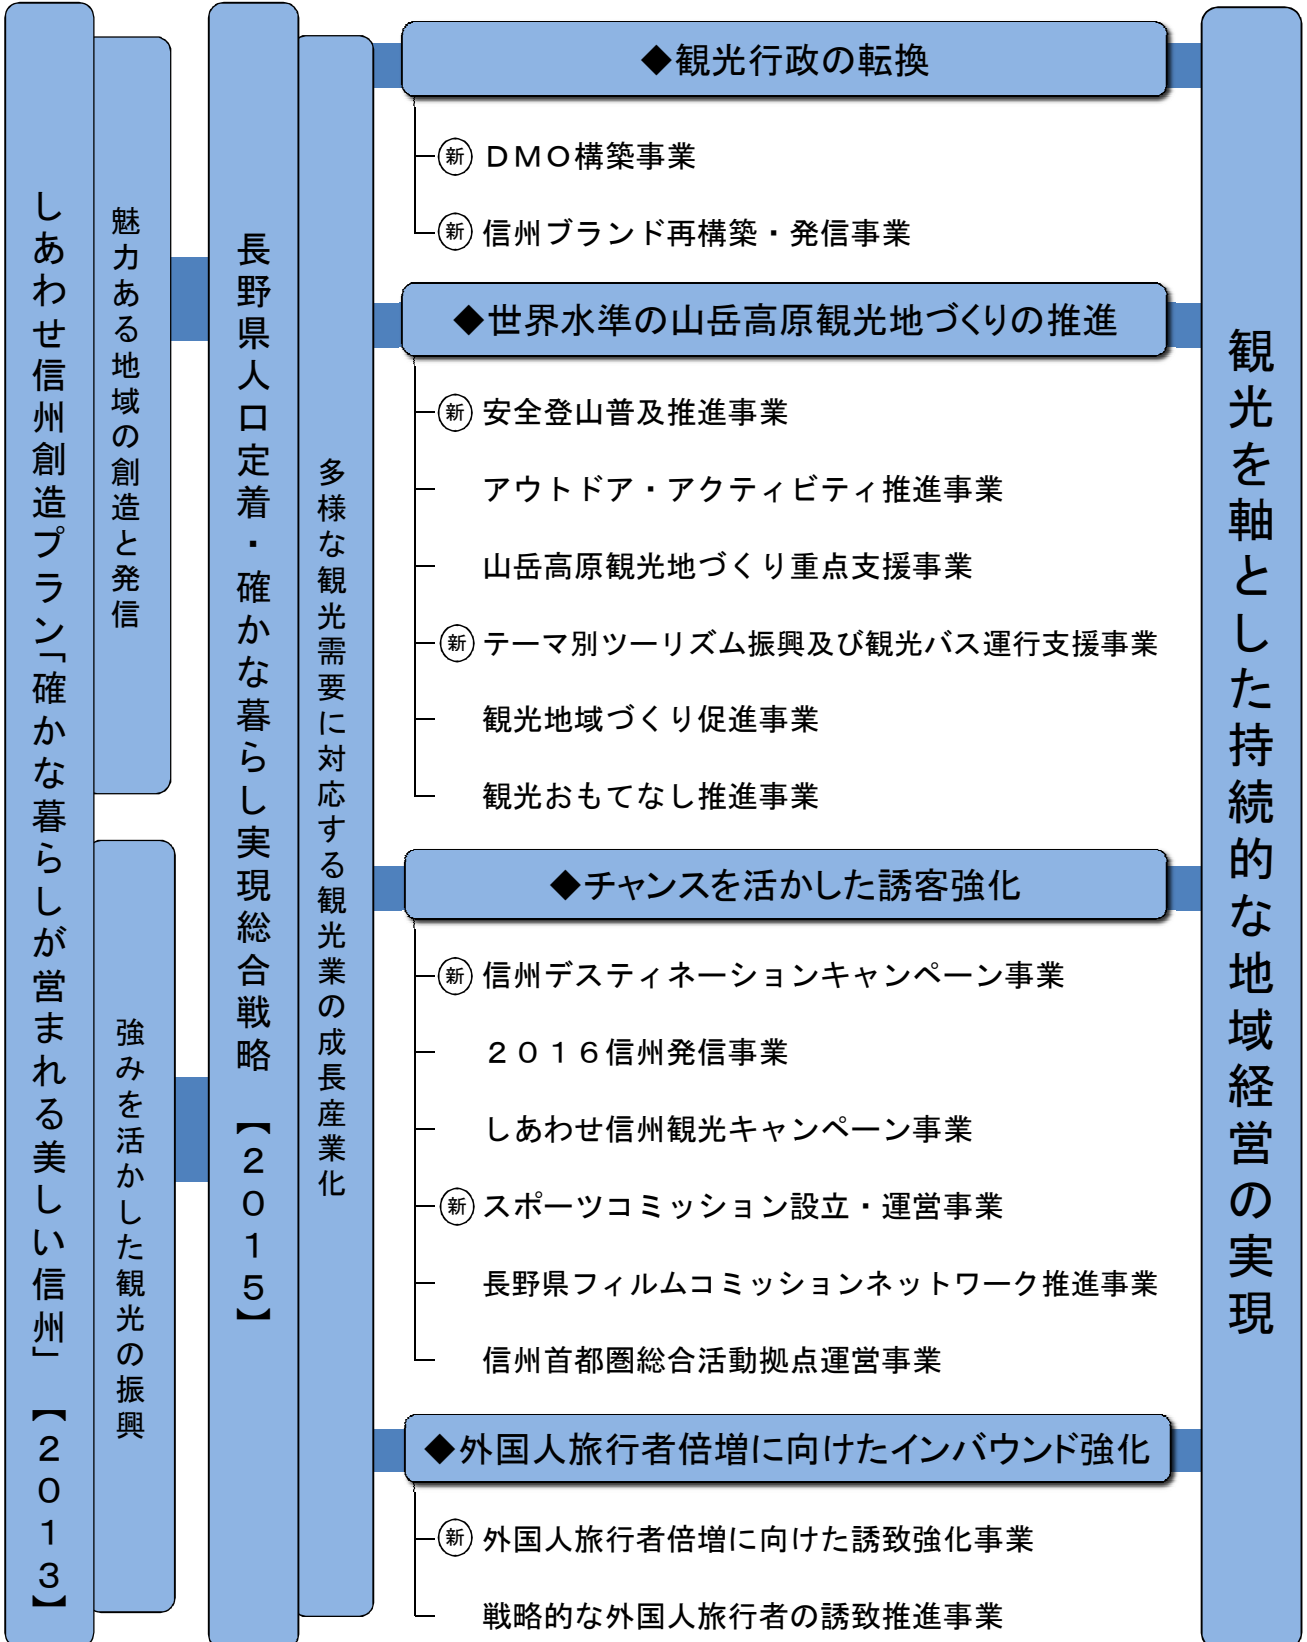 しあわせ信州創造プラン「確かな暮らしが営まれる美しい信州」 【2013】
魅力ある地域の創造と発信
強みを活かした観光の振興
長野県人口定着・確かな暮らし実現総合戦略 【2015】
多様な観光需要に対応する観光業の成長産業化
◆観光行政の転換
新 DMO構築事業
新 信州ブランド再構築・発信事業
◆世界水準の山岳高原観光地づくりの推進
新 安全登山普及推進事業
アウトドア・アクティビティ推進事業
山岳高原観光地づくり重点支援事業
新 テーマ別ツーリズム振興及び観光バス運行支援事業
観光地域づくり促進事業
観光おもてなし推進事業
◆チャンスを活かした誘客強化
新 信州デスティネーションキャンペーン事業
2016信州発信事業
しあわせ信州観光キャンペーン事業
新 スポーツコミッション設立・運営事業
長野県フィルムコミッションネットワーク推進事業
信州首都圏総合活動拠点運営事業
◆外国人旅行者倍増に向けたインバウンド強化
新 外国人旅行者倍増に向けた誘致強化事業
戦略的な外国人旅行者の誘致推進事業
観光を軸とした持続的な地域経営の実現